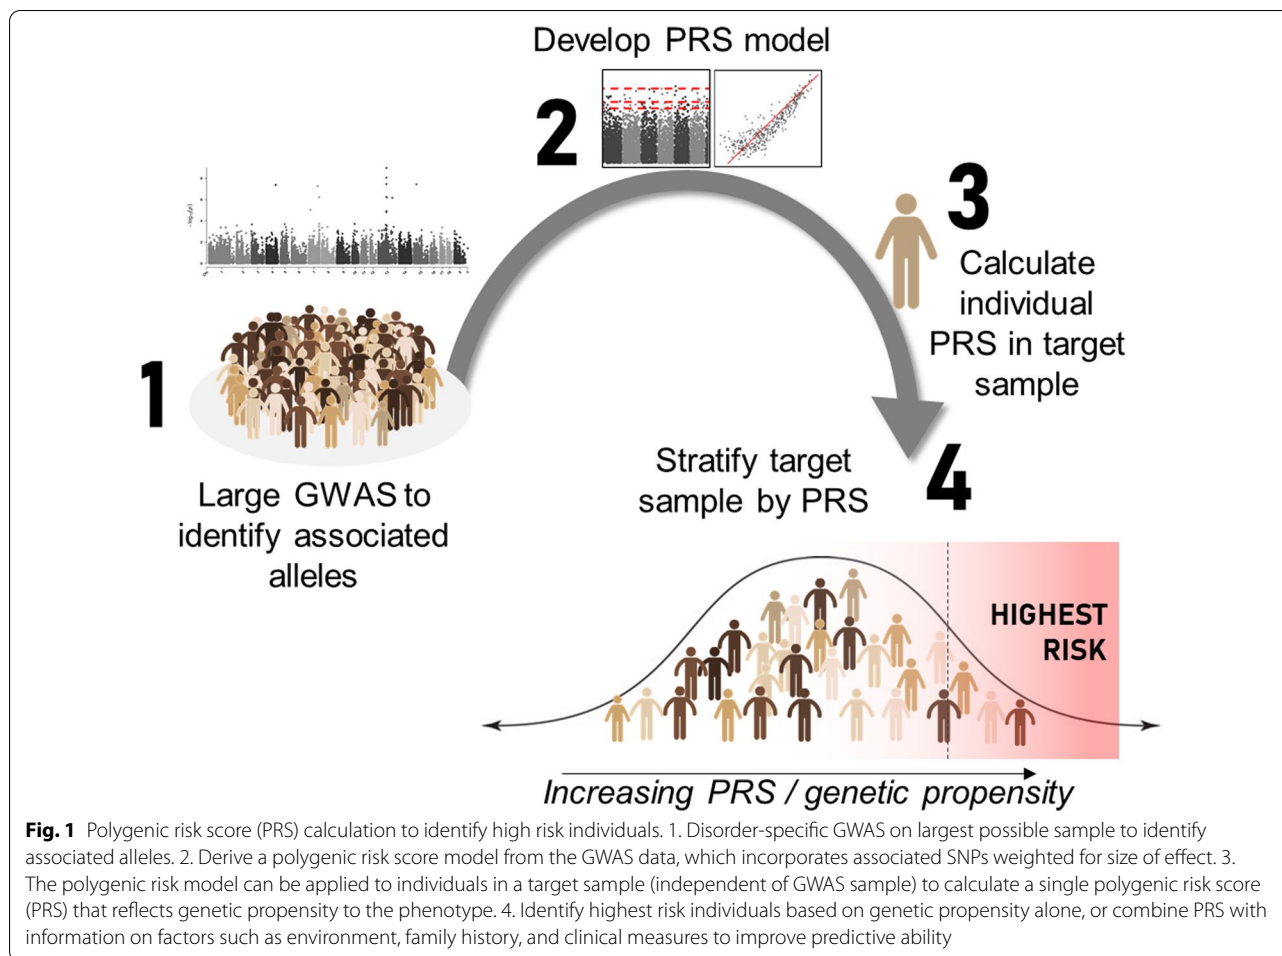 Develop PRS model
2
3
Calculate
individual
PRS in target
sample
1
Large GWAS to
identify associated
alleles
4
Stratify target
sample by PRS
HIGHEST
RISK
Increasing PRS / genetic propensity
Fig. 1 Polygenic risk score (PRS) calculation to identify high risk individuals. 1. Disorder-specific GWAS on largest possible sample to identify
associated alleles. 2. Derive a polygenic risk score model from the GWAS data, which incorporates associated SNPs weighted for size of effect. 3.
The polygenic risk model can be applied to individuals in a target sample (independent of GWAS sample) to calculate a single polygenic risk score
(PRS) that reflects genetic propensity to the phenotype. 4. Identify highest risk individuals based on genetic propensity alone, or combine PRS with
information on factors such as environment, family history, and clinical measures to improve predictive ability